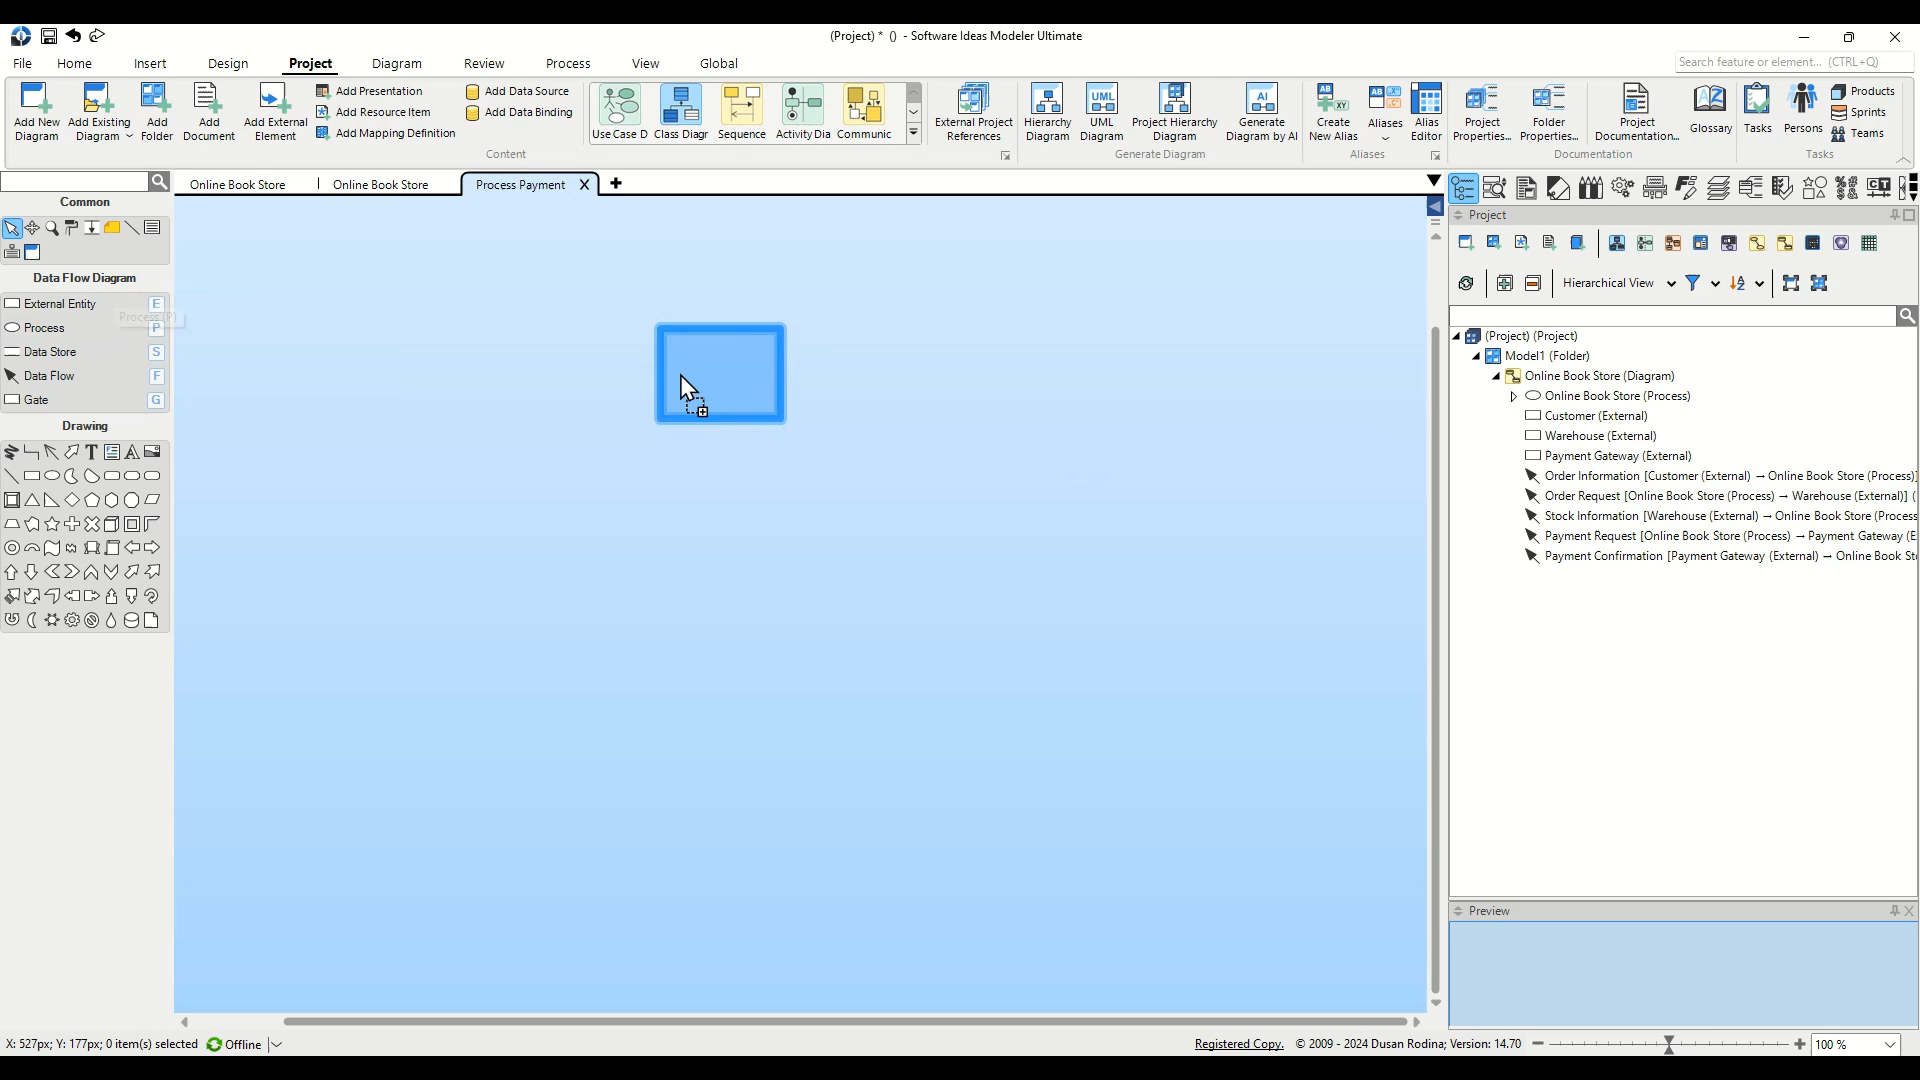 (Project) * () - Software Ideas Modeler Ultimate
File Home Insert Design Project Diagram Review Process View Global
Search feature or element... (CTRL+Q)
Add New Diagram
Add Existing Diagram
Add Folder
Add Document
Add External Element
Add Presentation
Add Resource Item
Add Mapping Definition
Add Data Source
Add Data Binding
Content
Use Case D
Class Diagr
Sequence
Activity Dia
Communic
External Project References
Hierarchy Diagram
UML Diagram
Project Hierarchy Diagram
Generate Diagram by AI
Generate Diagram
Create New Alias
Aliases
Alias Editor
Aliases
Project Properties...
Folder Properties...
Project Documentation...
Glossary
Documentation
Tasks
Persons
Products
Sprints
Teams
Tasks
Online Book Store
Online Book Store
Process Payment X
Common
Data Flow Diagram
External Entity E
Process (P)
Process P
Data Store S
Data Flow F
Gate G
Drawing
Project
Hierarchical View
(Project) (Project)
Model1 (Folder)
Online Book Store (Diagram)
Online Book Store (Process)
Customer (External)
Warehouse (External)
Payment Gateway (External)
Order Information [Customer (External) → Online Book Store (Process)]
Order Request [Online Book Store (Process) → Warehouse (External)] (
Stock Information [Warehouse (External) → Online Book Store (Process
Payment Request [Online Book Store (Process) → Payment Gateway (E
Payment Confirmation [Payment Gateway (External) → Online Book St
Preview
X: 527px; Y: 177px; 0 item(s) selected
Offline
Registered Copy. © 2009 - 2024 Dusan Rodina; Version: 14.70
100 %